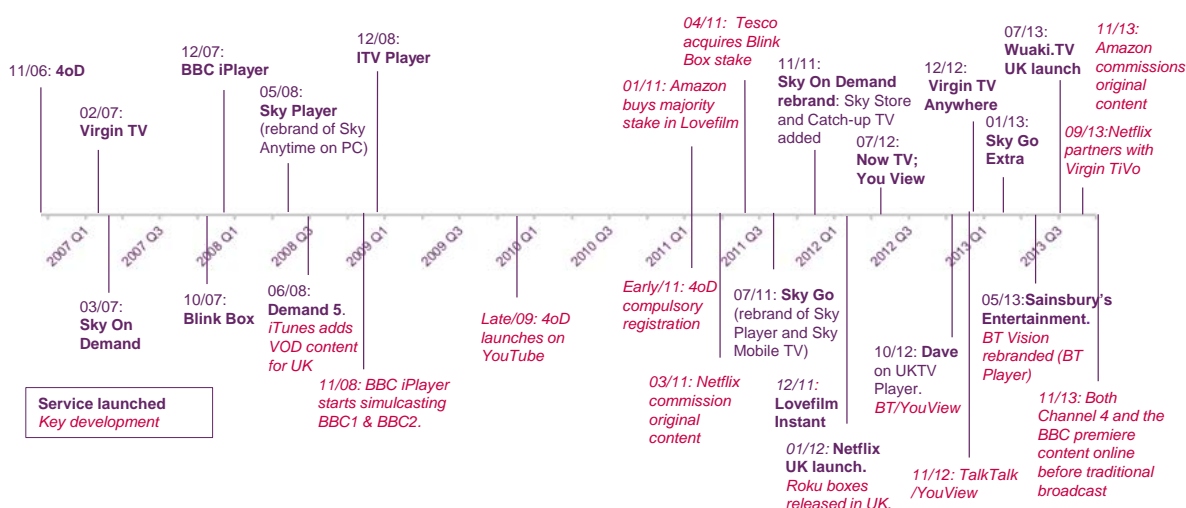 11/06: 4oD
02/07:
Virgin TV
12/07:
BBC iPlayer
05/08:
Sky Player
(rebrand of Sky
Anytime on PC)
12/08:
ITV Player
01/11: Amazon
buys majority
stake in Lovefilm
04/11: Tesco
acquires Blink
Box stake
11/11:
Sky On Demand
rebrand: Sky Store
and Catch-up TV
added
07/12:
Now TV;
You View
12/12:
Virgin TV
Anywhere
01/13:
Sky Go
Extra
07/13:
Wuaki.TV
UK launch
11/13:
Amazon
commissions
original
content
09/13:Netflix
partners with
Virgin TiVo
2007 Q1
2007 Q3
2008 Q1
2008 Q3
2009 Q1
2009 Q3
2010 Q1
2010 Q3
2011 Q1
2011 Q3
2012 Q1
2012 Q3
2013 Q1
2013 Q3
03/07:
Sky On
Demand
10/07:
Blink Box
06/08:
Demand 5.
iTunes adds
VOD content
for UK
11/08: BBC iPlayer
starts simulcasting
BBC1 & BBC2.
Late/09: 4oD
launches on
YouTube
Early/11: 4oD
compulsory
registration
03/11: Netflix
commission
original
content
07/11: Sky Go
(rebrand of Sky
Player and Sky
Mobile TV)
12/11:
Lovefilm
Instant
01/12: Netflix
UK launch.
Roku boxes
released in UK.
10/12: Dave
on UKTV
Player.
BT/YouView
11/12: TalkTalk
/YouView
05/13:Sainsbury's
Entertainment.
BT Vision
rebranded (BT
Player)
11/13: Both
Channel 4 and the
BBC premiere
content online
before traditional
broadcast
Service launched
Key development